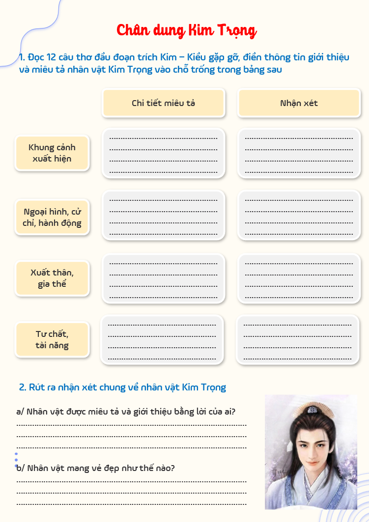 Chân dung Kim Trọng
1. Đọc 12 câu thơ đầu đoạn trích Kim – Kiều gặp gỡ, điền thông tin giới thiệu
và miêu tả nhân vật Kim Trọng vào chỗ trống trong bảng sau
Chi tiết miêu tả
Nhận xét
Khung cảnh
xuất hiện
Ngoại hình, cử
chỉ, hành động
Xuất thân,
gia thế
Tư chất,
tài năng
2. Rút ra nhận xét chung về nhân vật Kim Trọng
a/ Nhân vật được miêu tả và giới thiệu bằng lời của ai?
b/ Nhân vật mang vẻ đẹp như thế nào?